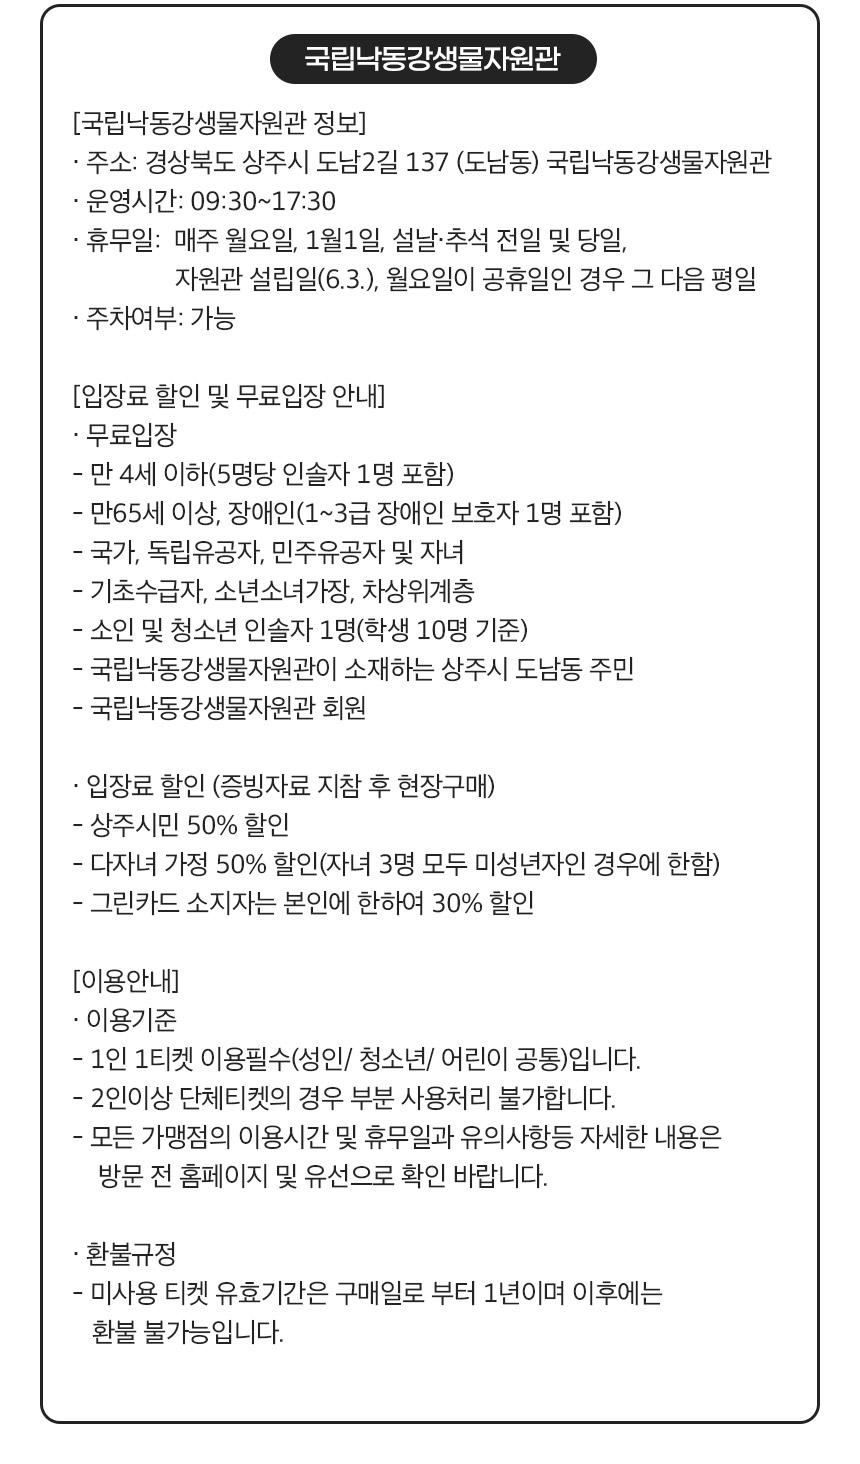 국립낙동강생물자원관
[국립낙동강생물자원관 정보]
· 주소: 경상북도 상주시 도남2길 137 (도남동) 국립낙동강생물자원관
· 운영시간: 09:30~17:30
· 휴무일: 매주 월요일, 1월1일, 설날·추석 전일 및 당일,
자원관 설립일(6.3.), 월요일이 공휴일인 경우 그 다음 평일
· 주차여부: 가능
[입장료 할인 및 무료입장 안내]
· 무료입장
- 만 4세 이하(5명당 인솔자 1명 포함)
- 만65세 이상, 장애인(1~3급 장애인 보호자 1명 포함)
- 국가, 독립유공자, 민주유공자 및 자녀
- 기초수급자, 소년소녀가장, 차상위계층
- 소인 및 청소년 인솔자 1명(학생 10명 기준)
- 국립낙동강생물자원관이 소재하는 상주시 도남동 주민
- 국립낙동강생물자원관 회원
· 입장료 할인 (증빙자료 지참 후 현장구매)
- 상주시민 50% 할인
- 다자녀 가정 50% 할인(자녀 3명 모두 미성년자인 경우에 한함)
- 그린카드 소지자는 본인에 한하여 30% 할인
[이용안내]
· 이용기준
- 1인 1티켓 이용필수(성인/ 청소년/ 어린이 공통)입니다.
- 2인이상 단체티켓의 경우 부분 사용처리 불가합니다.
- 모든 가맹점의 이용시간 및 휴무일과 유의사항등 자세한 내용은
방문 전 홈페이지 및 유선으로 확인 바랍니다.
· 환불규정
- 미사용 티켓 유효기간은 구매일로 부터 1년이며 이후에는
환불 불가능입니다.